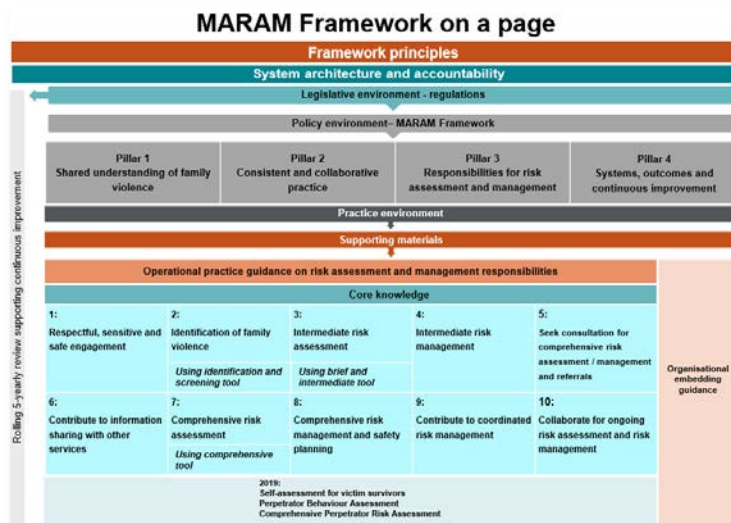 MARAM Framework on a page
Framework principles
System architecture and accountability
Legislative environment - regulations
Policy environment– MARAM Framework
Pillar 1
Shared understanding of family
violence
Pillar 2
Consistent and collaborative
practice
Pillar 3
Responsibilities for risk
assessment and management
Pillar 4
Systems, outcomes and
continuous improvement
Practice environment
Supporting materials
Operational practice guidance on risk assessment and management responsibilities
Core knowledge
1:
Respectful, sensitive and
safe engagement
2:
Identification of family
violence
Using identification and
screening tool
3:
Intermediate risk
assessment
Using brief and
intermediate tool
4:
Intermediate risk
management
5:
Seek consultation for
comprehensive risk
assessment / management
and referrals
6:
Contribute to information
sharing with other
services
7:
Comprehensive risk
assessment
Using comprehensive
tool
8:
Comprehensive risk
management and safety
planning
9:
Contribute to coordinated
risk management
10:
Collaborate for ongoing
risk assessment and risk
management
2019:
Self-assessment for victim survivors
Perpetrator Behaviour Assessment
Comprehensive Perpetrator Risk Assessment
Organisational
embedding
guidance
Rolling 5-yearly review supporting continuous improvement